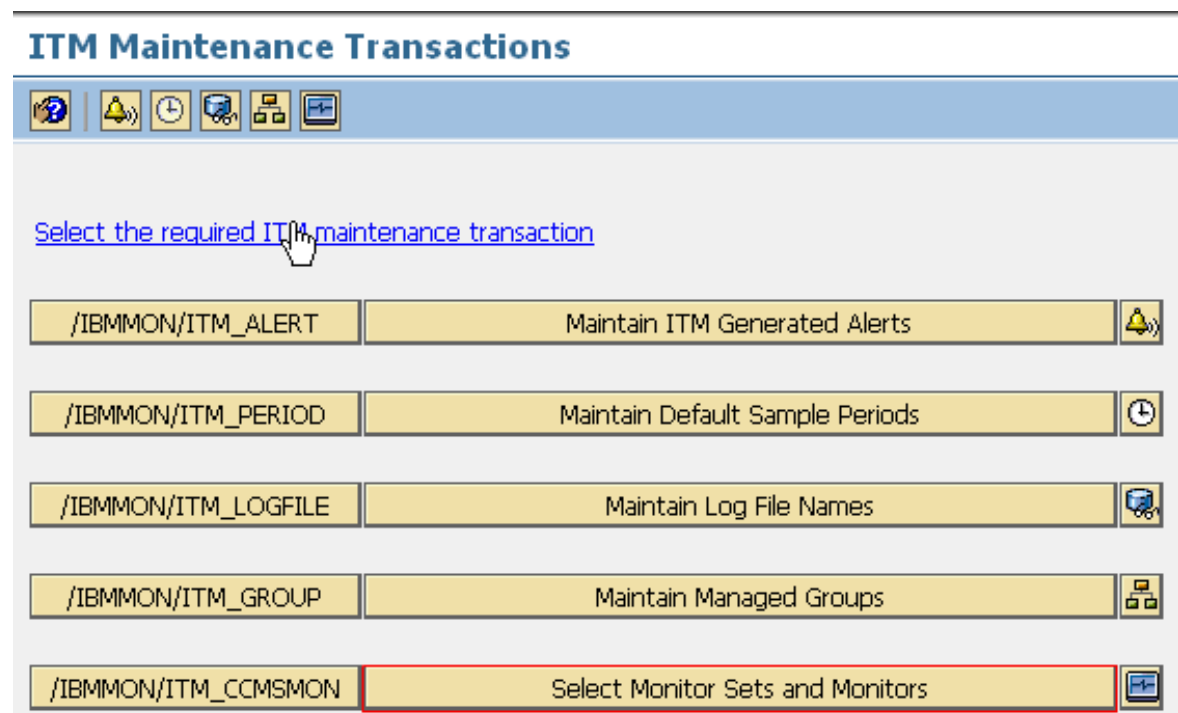 ITM Maintenance Transactions
Select the required ITM maintenance transaction
/IBMMON/ITM_ALERT Maintain ITM Generated Alerts
/IBMMON/ITM_PERIOD Maintain Default Sample Periods
/IBMMON/ITM_LOGFILE Maintain Log File Names
/IBMMON/ITM_GROUP Maintain Managed Groups
/IBMMON/ITM_CCMSMON Select Monitor Sets and Monitors